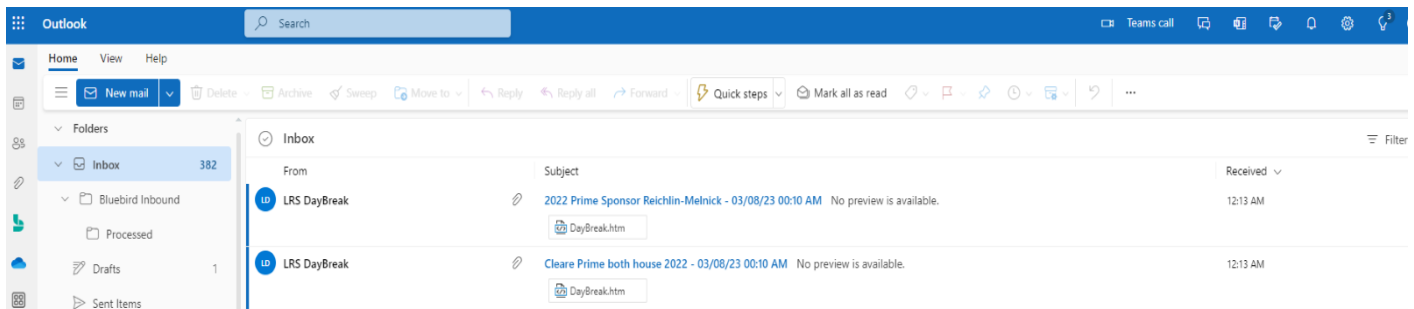 Outlook Search Teams call 3
Home View Help
New mail Delete Archive Sweep Move to Reply Reply all Forward Quick steps Mark all as read ...
Folders
Inbox 382
Bluebird Inbound
Processed
Drafts 1
Sent Items
Inbox Filter
From Subject Received
LD LRS DayBreak 2022 Prime Sponsor Reichlin-Melnick - 03/08/23 00:10 AM No preview is available. 12:13 AM
DayBreak.htm
LD LRS DayBreak Cleare Prime both house 2022 - 03/08/23 00:10 AM No preview is available. 12:13 AM
DayBreak.htm